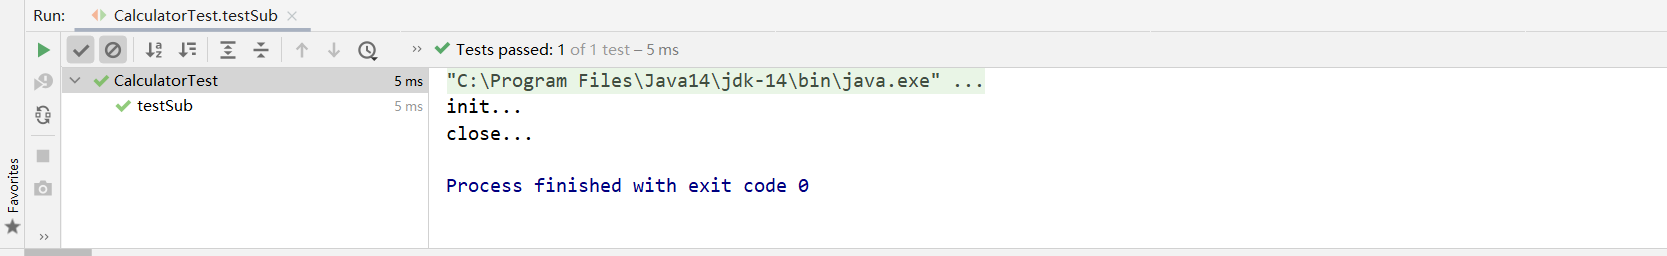 Run: CalculatorTest.testSub
Tests passed: 1 of 1 test – 5 ms
CalculatorTest 5 ms
testSub 5 ms
"C:\Program Files\Java14\jdk-14\bin\java.exe" ...
init...
close...
Process finished with exit code 0
Favorites